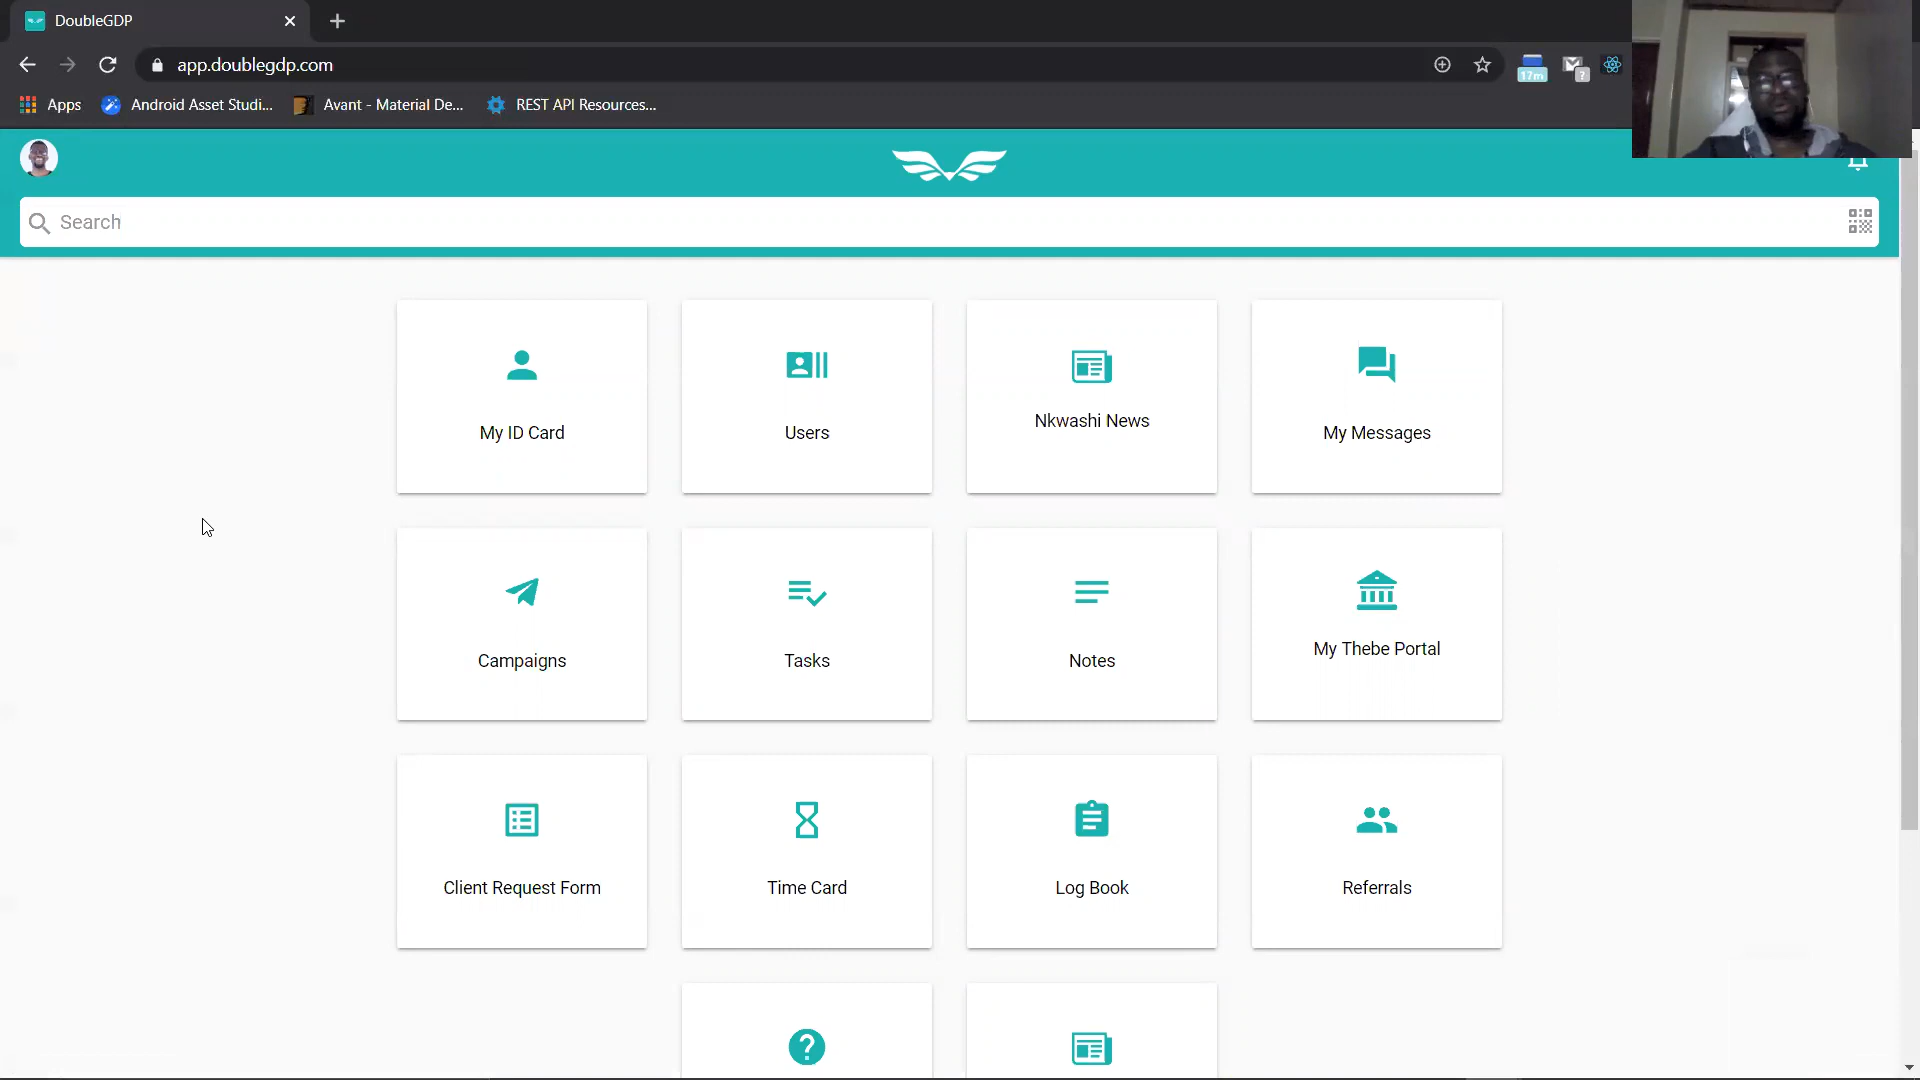 DoubleGDP
app.doublegdp.com
17m
?
Apps
Android Asset Studi...
Avant - Material De...
REST API Resources...
Search
My ID Card
Users
Nkwashi News
My Messages
Campaigns
Tasks
Notes
My Thebe Portal
Client Request Form
Time Card
Log Book
Referrals
?